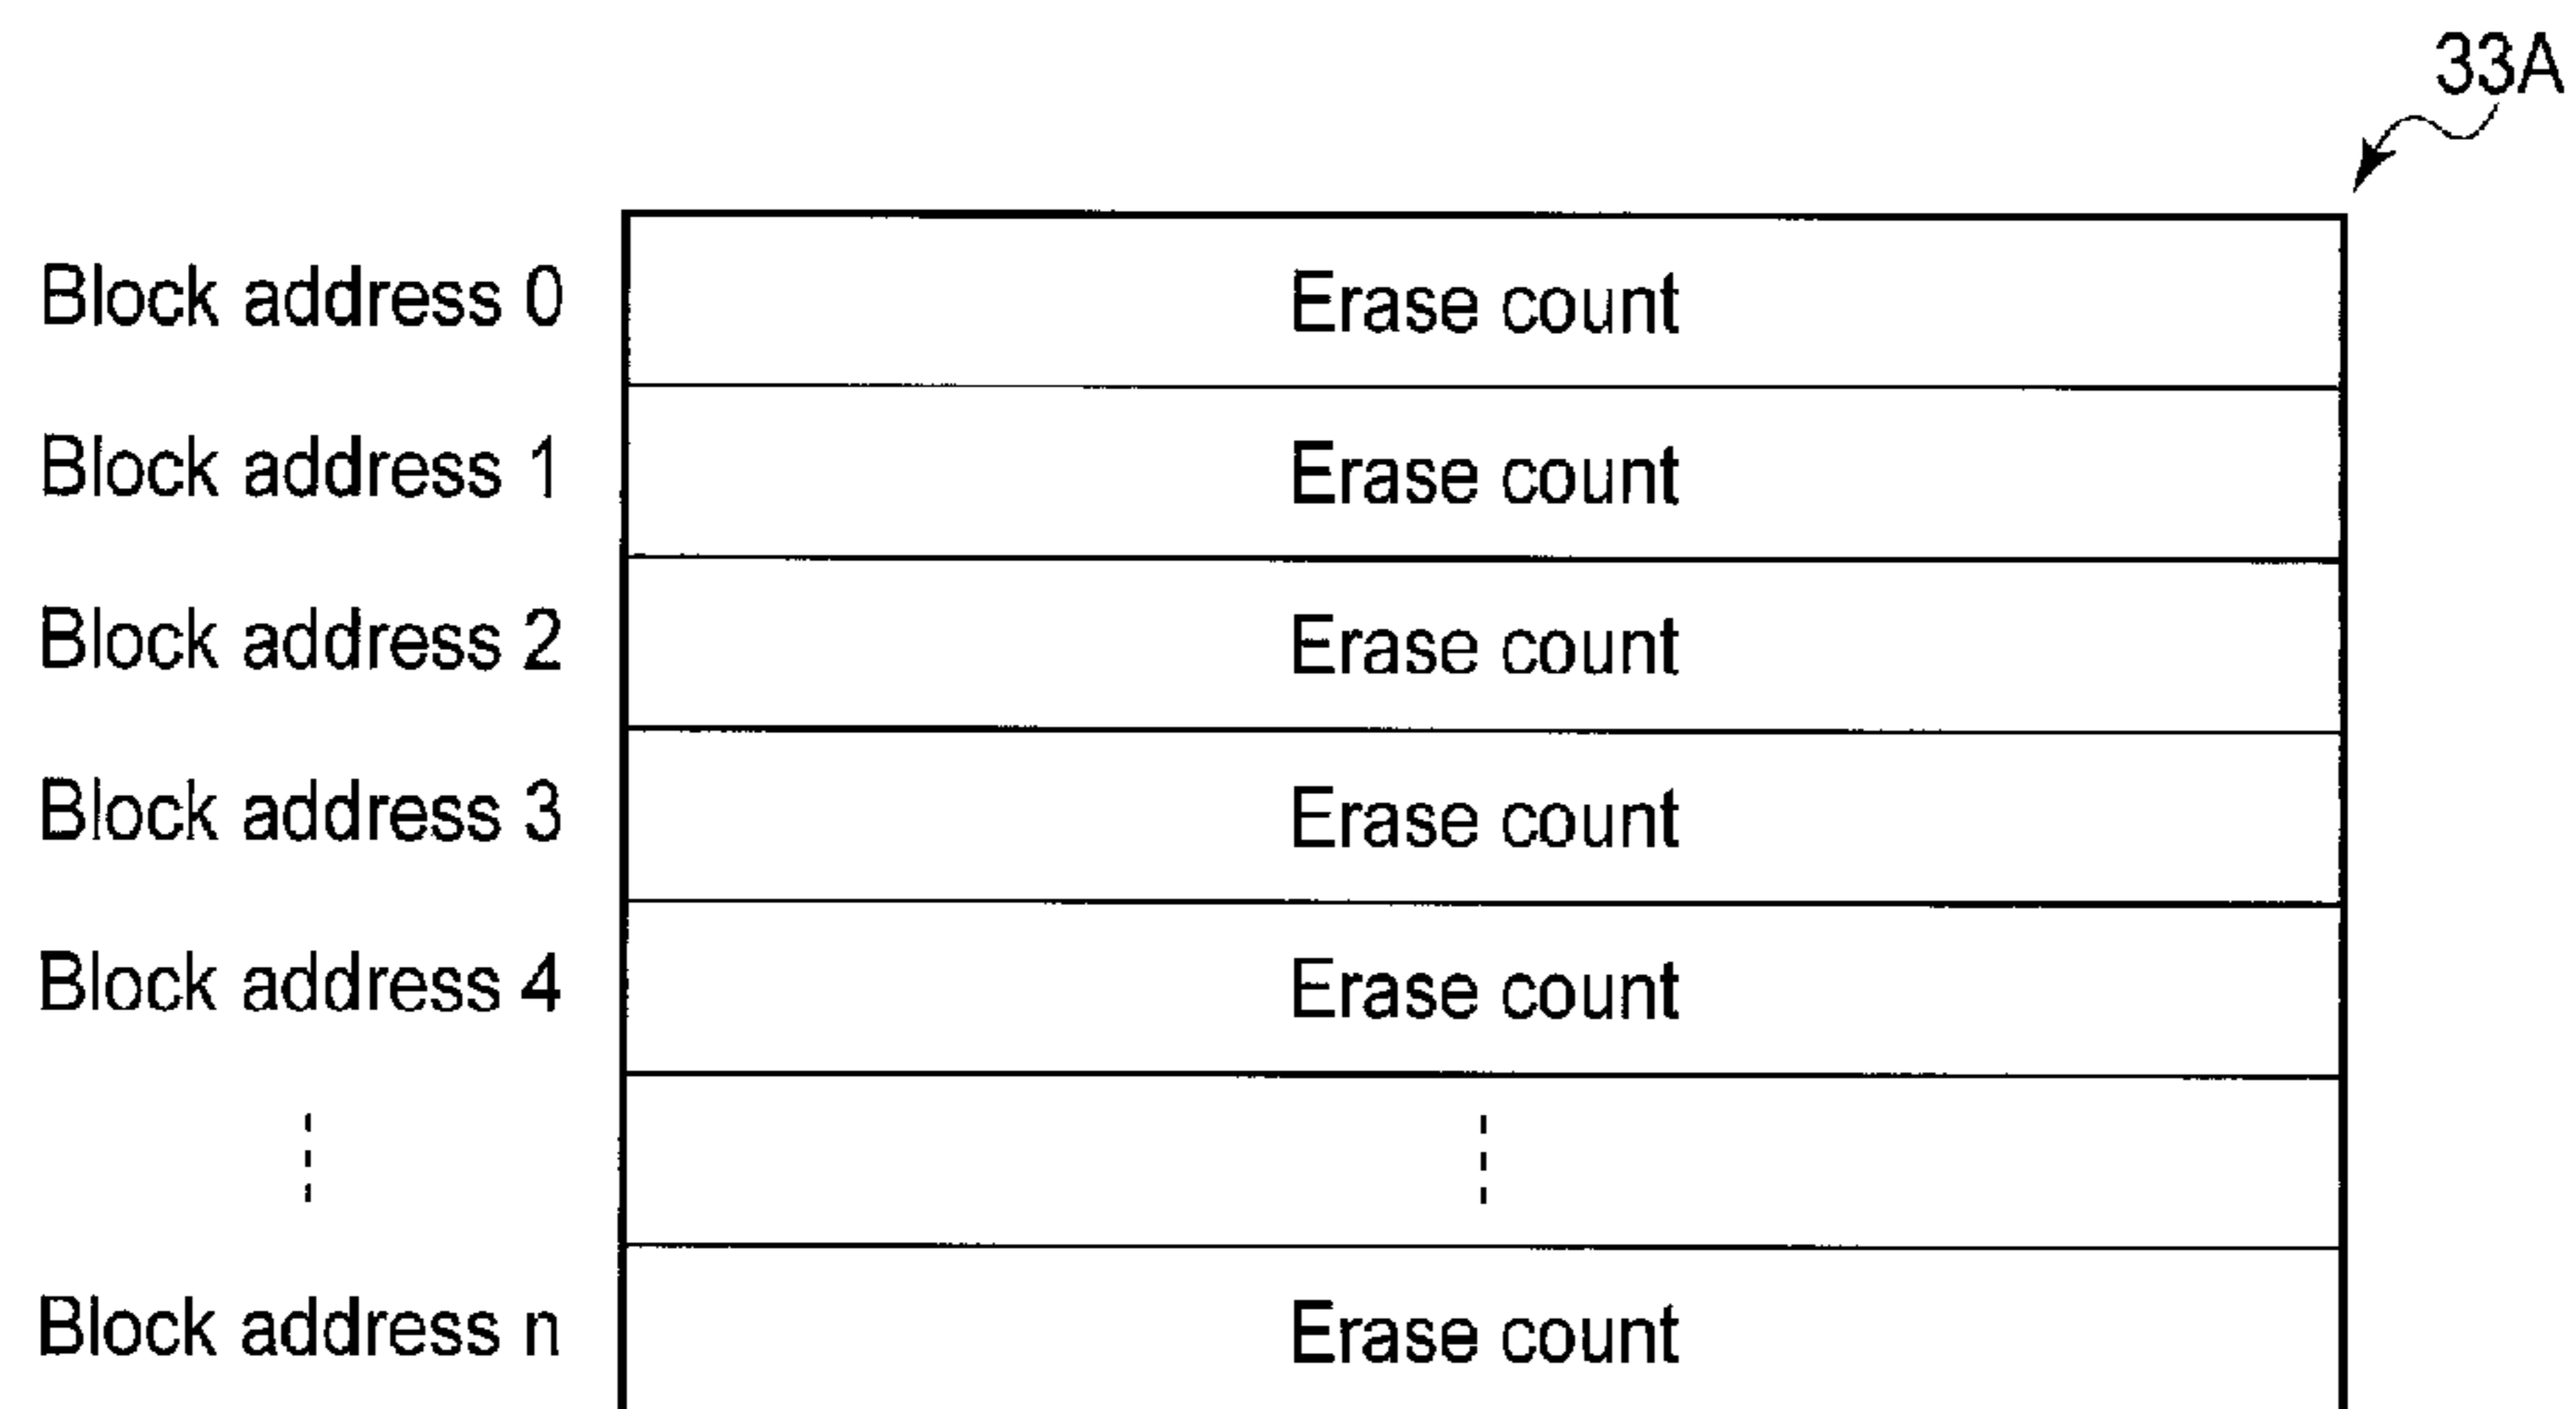 33A
Block address 0 Erase count
Block address 1 Erase count
Block address 2 Erase count
Block address 3 Erase count
Block address 4 Erase count
Block address n Erase count